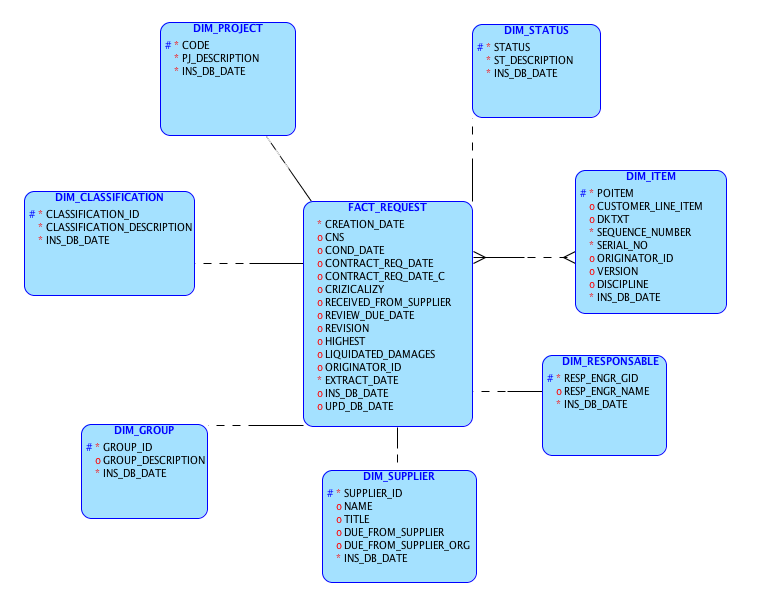 DIM_PROJECT
# * CODE
* PJ_DESCRIPTION
* INS_DB_DATE
DIM_STATUS
# * STATUS
* ST_DESCRIPTION
* INS_DB_DATE
DIM_CLASSIFICATION
# * CLASSIFICATION_ID
* CLASSIFICATION_DESCRIPTION
* INS_DB_DATE
FACT_REQUEST
* CREATION_DATE
o CNS
o COND_DATE
o CONTRACT_REQ_DATE
o CONTRACT_REQ_DATE_C
o CRIZICALIZY
o RECEIVED_FROM_SUPPLIER
o REVIEW_DUE_DATE
o REVISION
o HIGHEST
o LIQUIDATED_DAMAGES
o ORIGINATOR_ID
* EXTRACT_DATE
o INS_DB_DATE
o UPD_DB_DATE
DIM_ITEM
# * POITEM
o CUSTOMER_LINE_ITEM
o DKTXT
* SEQUENCE_NUMBER
* SERIAL_NO
o ORIGINATOR_ID
o VERSION
o DISCIPLINE
* INS_DB_DATE
DIM_RESPONSABLE
# * RESP_ENGR_GID
o RESP_ENGR_NAME
* INS_DB_DATE
DIM_GROUP
# * GROUP_ID
o GROUP_DESCRIPTION
* INS_DB_DATE
DIM_SUPPLIER
# * SUPPLIER_ID
o NAME
o TITLE
o DUE_FROM_SUPPLIER
o DUE_FROM_SUPPLIER_ORG
* INS_DB_DATE